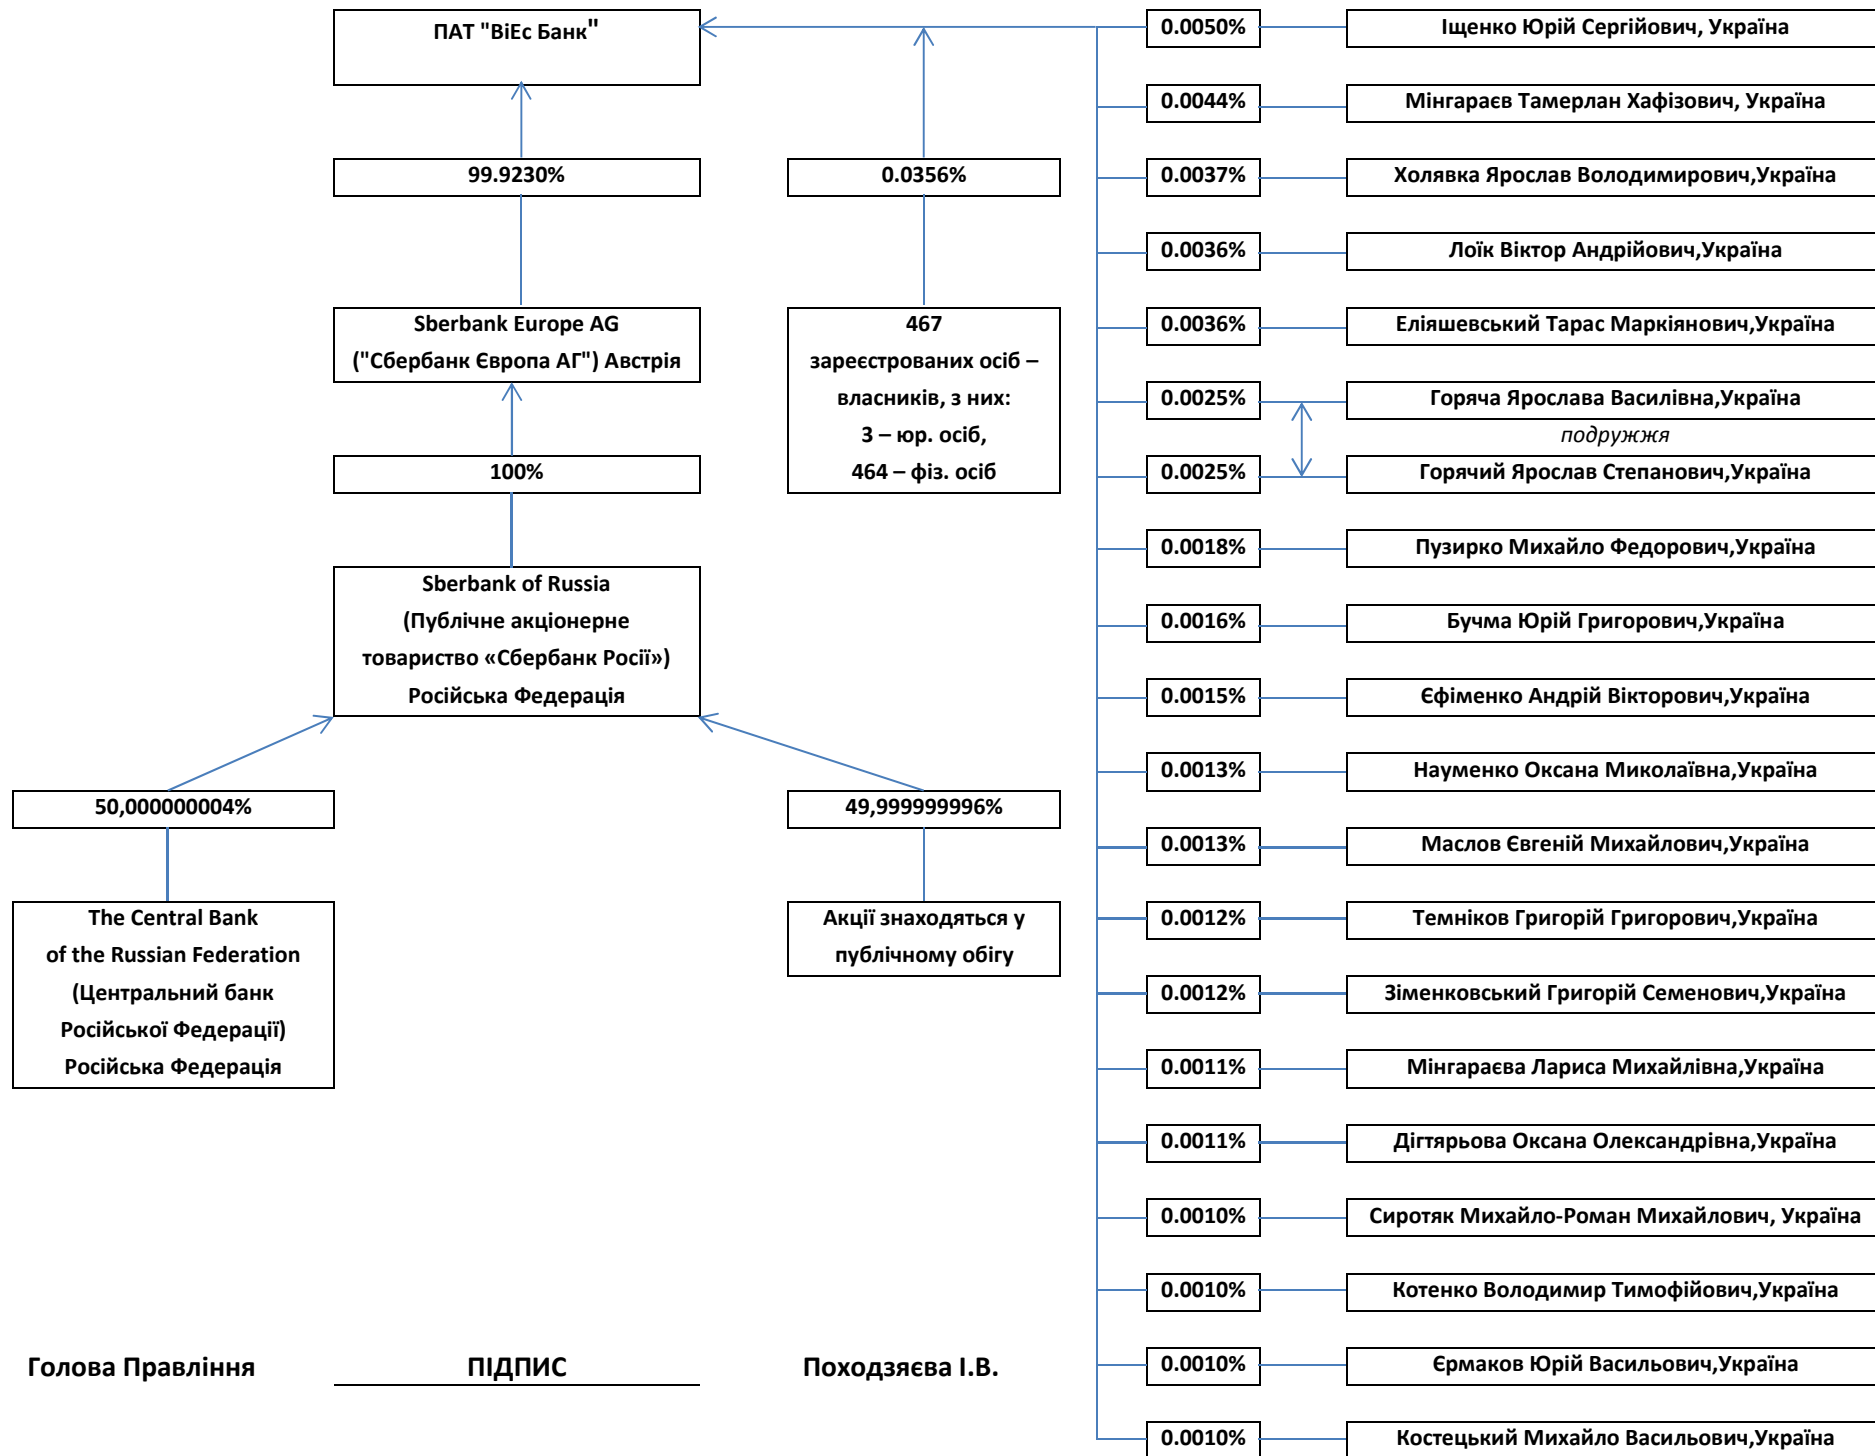 ПАТ "ВіЕс Банк"
99.9230%
Sberbank Europe AG
("Сбербанк Європа АГ") Австрія
100%
Sberbank of Russia
(Публічне акціонерне
товариство «Сбербанк Росії»)
Російська Федерація
50,000000004%
The Central Bank
of the Russian Federation
(Центральний банк
Російської Федерації)
Російська Федерація
49,999999996%
Акції знаходяться у
публічному обігу
0.0356%
467
зареєстрованих осіб –
власників, з них:
3 – юр. осіб,
464 – фіз. осіб
0.0050% Іщенко Юрій Сергійович, Україна
0.0044% Мінгараєв Тамерлан Хафізович, Україна
0.0037% Холявка Ярослав Володимирович,Україна
0.0036% Лоїк Віктор Андрійович,Україна
0.0036% Еліяшевський Тарас Маркіянович,Україна
0.0025% Горяча Ярослава Василівна,Україна
подружжя
0.0025% Горячий Ярослав Степанович,Україна
0.0018% Пузирко Михайло Федорович,Україна
0.0016% Бучма Юрій Григорович,Україна
0.0015% Єфіменко Андрій Вікторович,Україна
0.0013% Науменко Оксана Миколаївна,Україна
0.0013% Маслов Євгеній Михайлович,Україна
0.0012% Темніков Григорій Григорович,Україна
0.0012% Зіменковський Григорій Семенович,Україна
0.0011% Мінгараєва Лариса Михайлівна,Україна
0.0011% Дігтярьова Оксана Олександрівна,Україна
0.0010% Сиротяк Михайло-Роман Михайлович, Україна
0.0010% Котенко Володимир Тимофійович,Україна
0.0010% Єрмаков Юрій Васильович,Україна
0.0010% Костецький Михайло Васильович,Україна
Голова Правління ПІДПИС Походзяєва І.В.